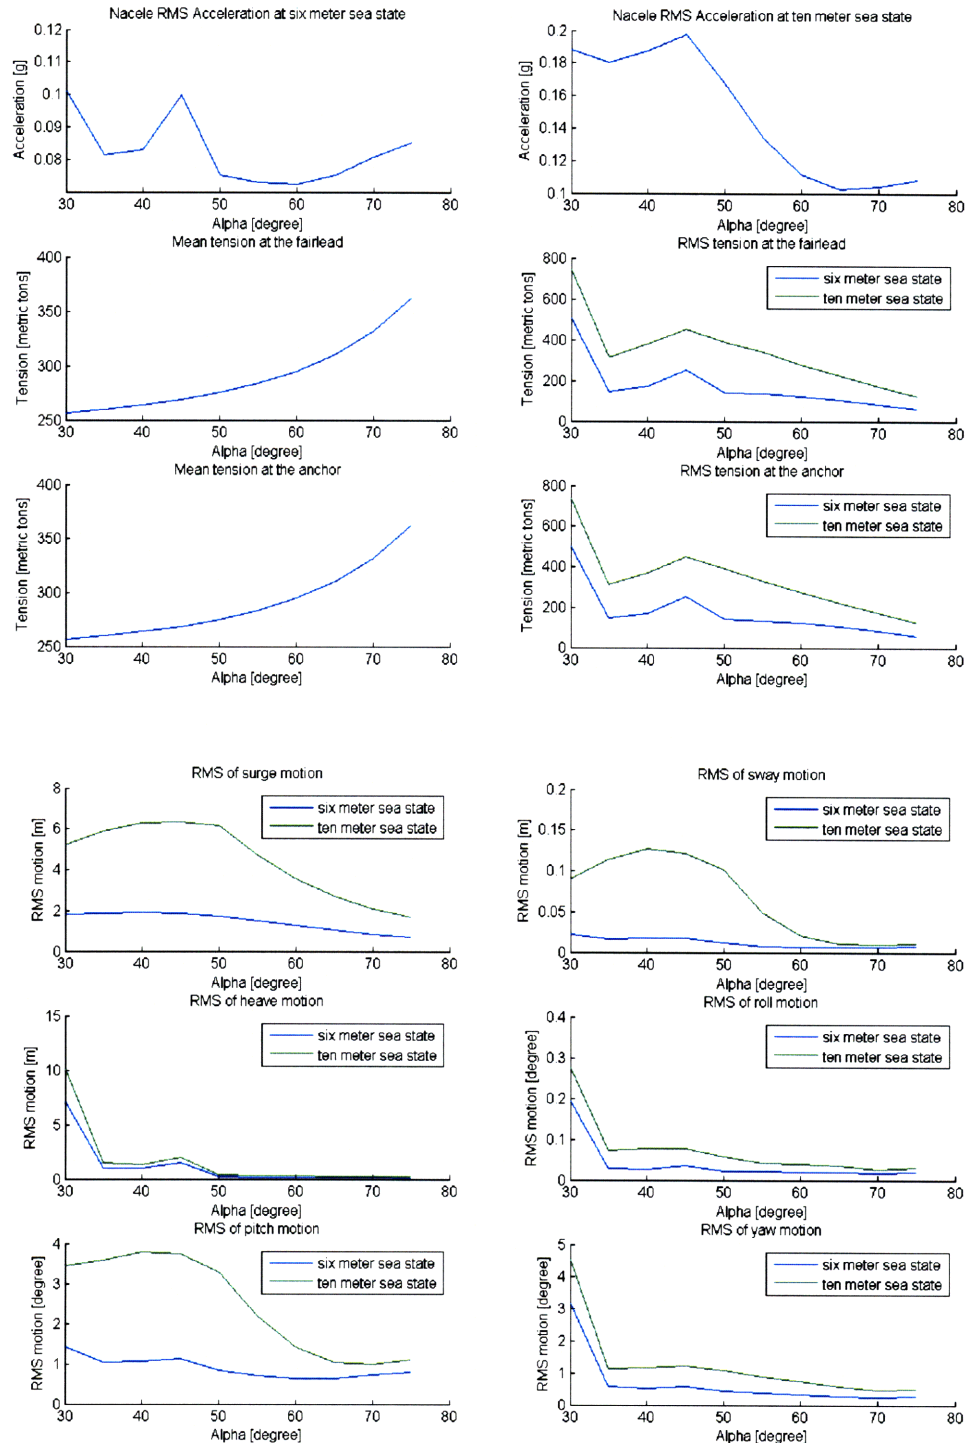 Nacele RMS Acceleration at six meter sea state
0.12
0.11
0.1
0.09
0.08
Acceleration [g]
30 40 50 60 70 80
Alpha [degree]
Nacele RMS Acceleration at ten meter sea state
0.2
0.18
0.16
0.14
0.12
0.1
Acceleration [g]
30 40 50 60 70 80
Alpha [degree]
Mean tension at the fairlead
400
350
300
250
Tension [metric tons]
30 40 50 60 70 80
Alpha [degree]
RMS tension at the fairlead
800
600
400
200
0
Tension [metric tons]
six meter sea state
ten meter sea state
30 40 50 60 70 80
Alpha [degree]
Mean tension at the anchor
400
350
300
250
Tension [metric tons]
30 40 50 60 70 80
Alpha [degree]
RMS tension at the anchor
800
600
400
200
0
Tension [metric tons]
six meter sea state
ten meter sea state
30 40 50 60 70 80
Alpha [degree]
RMS of surge motion
8
6
4
2
0
RMS motion [m]
six meter sea state
ten meter sea state
30 40 50 60 70 80
Alpha [degree]
RMS of sway motion
0.2
0.15
0.1
0.05
0
RMS motion [m]
six meter sea state
ten meter sea state
30 40 50 60 70 80
Alpha [degree]
RMS of heave motion
15
10
5
0
RMS motion [m]
six meter sea state
ten meter sea state
30 40 50 60 70 80
Alpha [degree]
RMS of roll motion
0.4
0.3
0.2
0.1
0
RMS motion [degree]
six meter sea state
ten meter sea state
30 40 50 60 70 80
Alpha [degree]
RMS of pitch motion
4
3
2
1
0
RMS motion [degree]
six meter sea state
ten meter sea state
30 40 50 60 70 80
Alpha [degree]
RMS of yaw motion
5
4
3
2
1
0
RMS motion [degree]
six meter sea state
ten meter sea state
30 40 50 60 70 80
Alpha [degree]